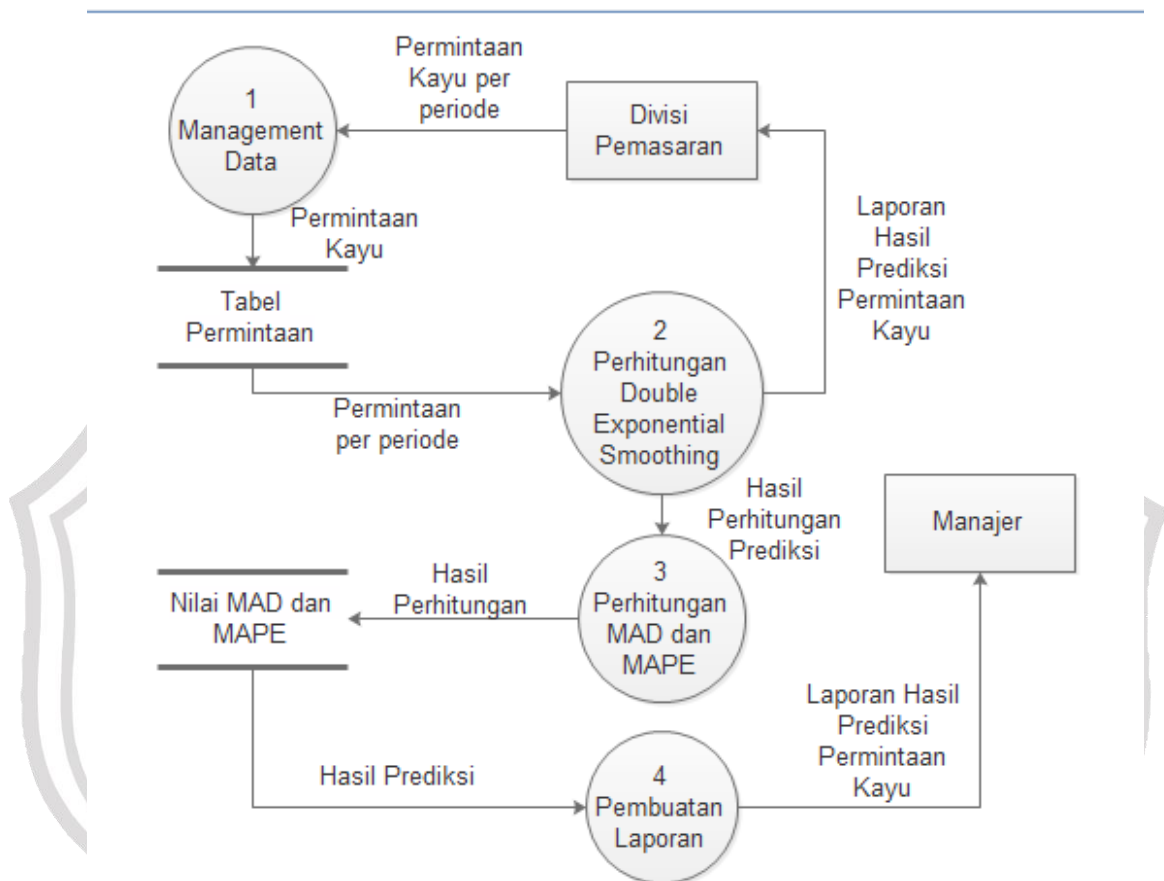 Permintaan
Kayu per
periode
1
Management
Data
Divisi
Pemasaran
Permintaan
Kayu
Laporan
Hasil
Prediksi
Permintaan
Kayu
Tabel
Permintaan
2
Perhitungan
Double
Exponential
Smoothing
Permintaan
per periode
Hasil
Perhitungan
Prediksi
Manajer
3
Perhitungan
MAD dan
MAPE
Hasil
Perhitungan
Nilai MAD dan
MAPE
Laporan Hasil
Prediksi
Permintaan
Kayu
Hasil Prediksi
4
Pembuatan
Laporan